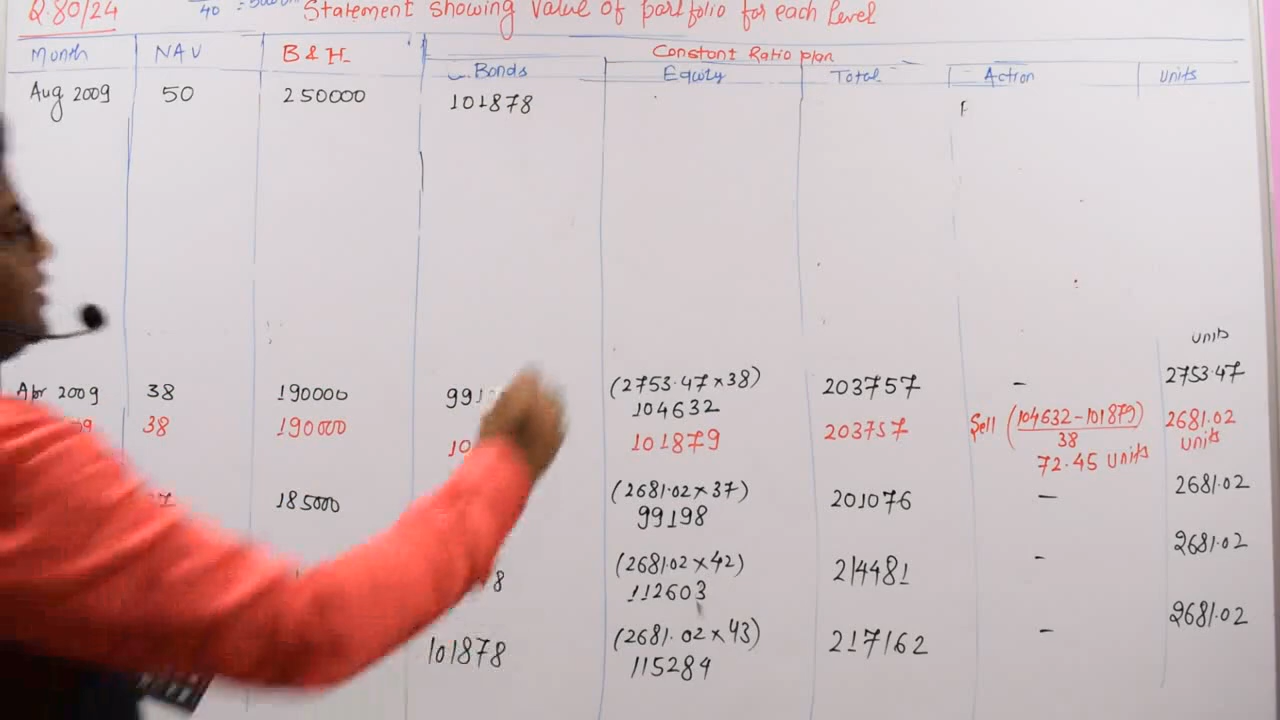 Q.80/24
40
Statement showing Value of portfolio for each level
Month NAV B & H Constant Ratio plan
Bonds Equity Total Action Units
Aug 2009 50 250000 101878
Units
Apr 2009 38 190000 (2753.47×38) 203757 – 2753.47
104632
38 190000 101879 203757 Sell (104632-101879) 2681.02
38 Units
72.45 Units
185000 (2681.02×37) 201076 – 2681.02
99198
(2681.02×42) 214481 – 2681.02
112603
101878 (2681.02×43) 217162 – 2681.02
115284